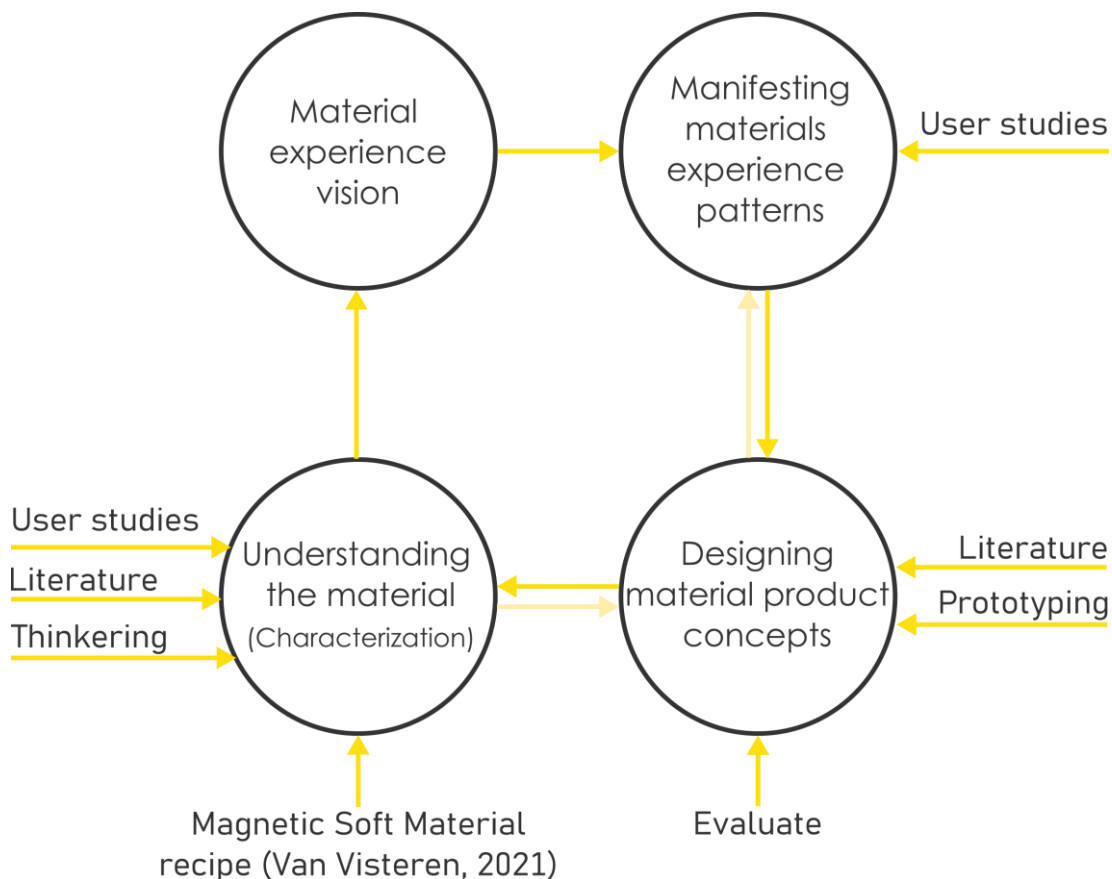 Material
experience
vision
Manifesting
materials
experience
patterns
User studies
User studies
Literature
Thinkering
Understanding
the material
(Characterization)
Designing
material product
concepts
Literature
Prototyping
Magnetic Soft Material
recipe (Van Visteren, 2021)
Evaluate